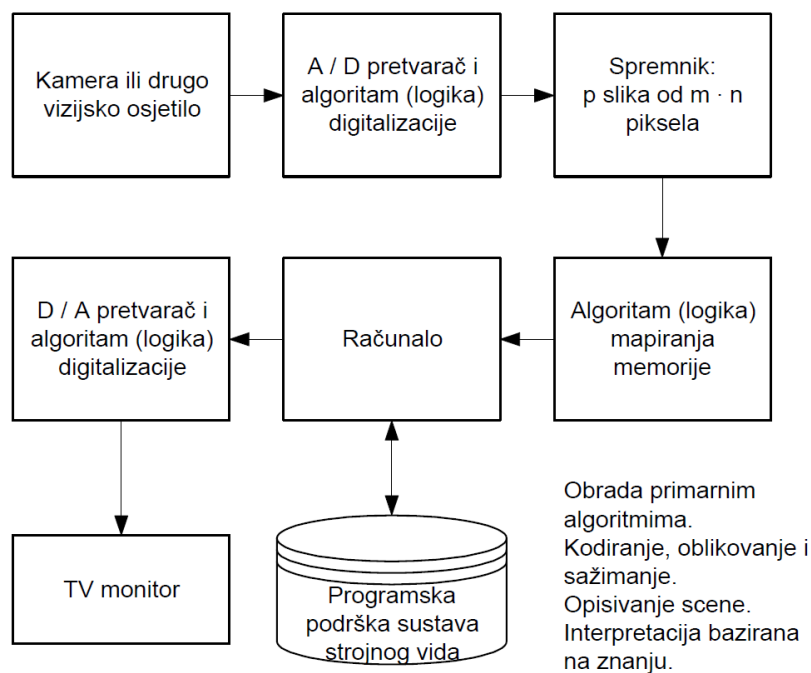 Kamera ili drugo
vizijsko osjetilo
A / D pretvarač i
algoritam (logika)
digitalizacije
Spremnik:
p slika od m · n
piksela
D / A pretvarač i
algoritam (logika)
digitalizacije
Računalo
Algoritam (logika)
mapiranja
memorije
TV monitor
Programska
podrška sustava
strojnog vida
Obrada primarnim
algoritmima.
Kodiranje, oblikovanje i
sažimanje.
Opisivanje scene.
Interpretacija bazirana
na znanju.